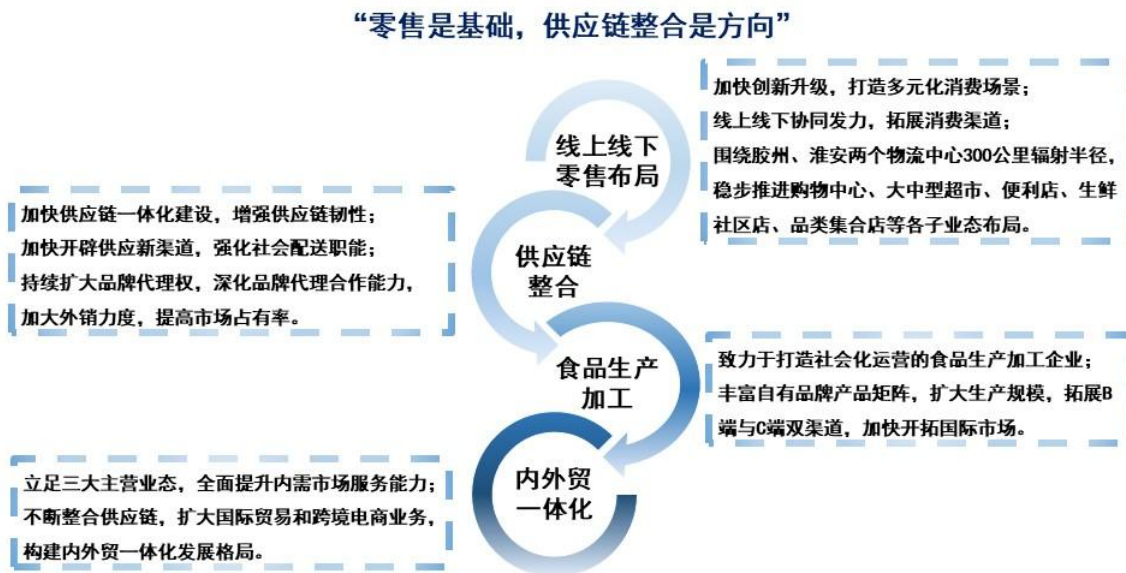 “零售是基础，供应链整合是方向”
线上线下
零售布局
加快创新升级，打造多元化消费场景；
线上线下协同发力，拓展消费渠道；
围绕胶州、淮安两个物流中心300公里辐射半径，
稳步推进购物中心、大中型超市、便利店、生鲜
社区店、品类集合店等各子业态布局。
加快供应链一体化建设，增强供应链韧性；
加快开辟供应新渠道，强化社会配送职能；
持续扩大品牌代理权，深化品牌代理合作能力，
加大外销力度，提高市场占有率。
供应链
整合
食品生产
加工
致力于打造社会化运营的食品生产加工企业；
丰富自有品牌产品矩阵，扩大生产规模，拓展B
端与C端双渠道，加快开拓国际市场。
立足三大主营业态，全面提升内需市场服务能力；
不断整合供应链，扩大国际贸易和跨境电商业务，
构建内外贸一体化发展格局。
内外贸
一体化